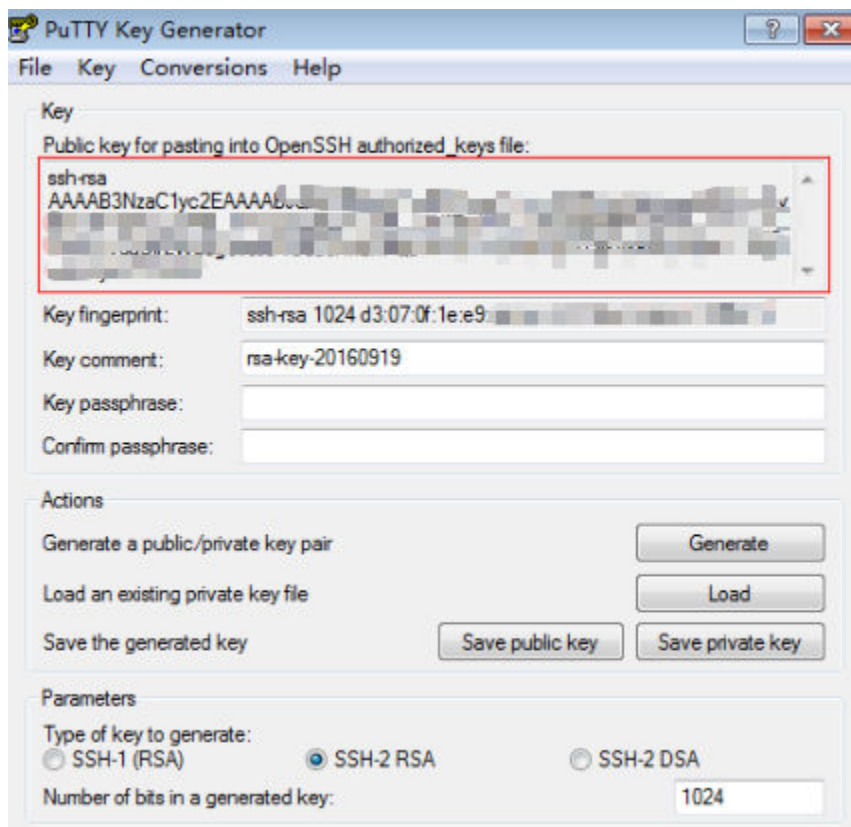 PuTTY Key Generator
File Key Conversions Help
Key
Public key for pasting into OpenSSH authorized_keys file:
ssh-rsa
AAAAB3NzaC1yc2EAAAAB
Key fingerprint: ssh-rsa 1024 d3:07:0f:1e:e9:
Key comment: rsa-key-20160919
Key passphrase:
Confirm passphrase:
Actions
Generate a public/private key pair Generate
Load an existing private key file Load
Save the generated key Save public key Save private key
Parameters
Type of key to generate:
SSH-1 (RSA) SSH-2 RSA SSH-2 DSA
Number of bits in a generated key: 1024